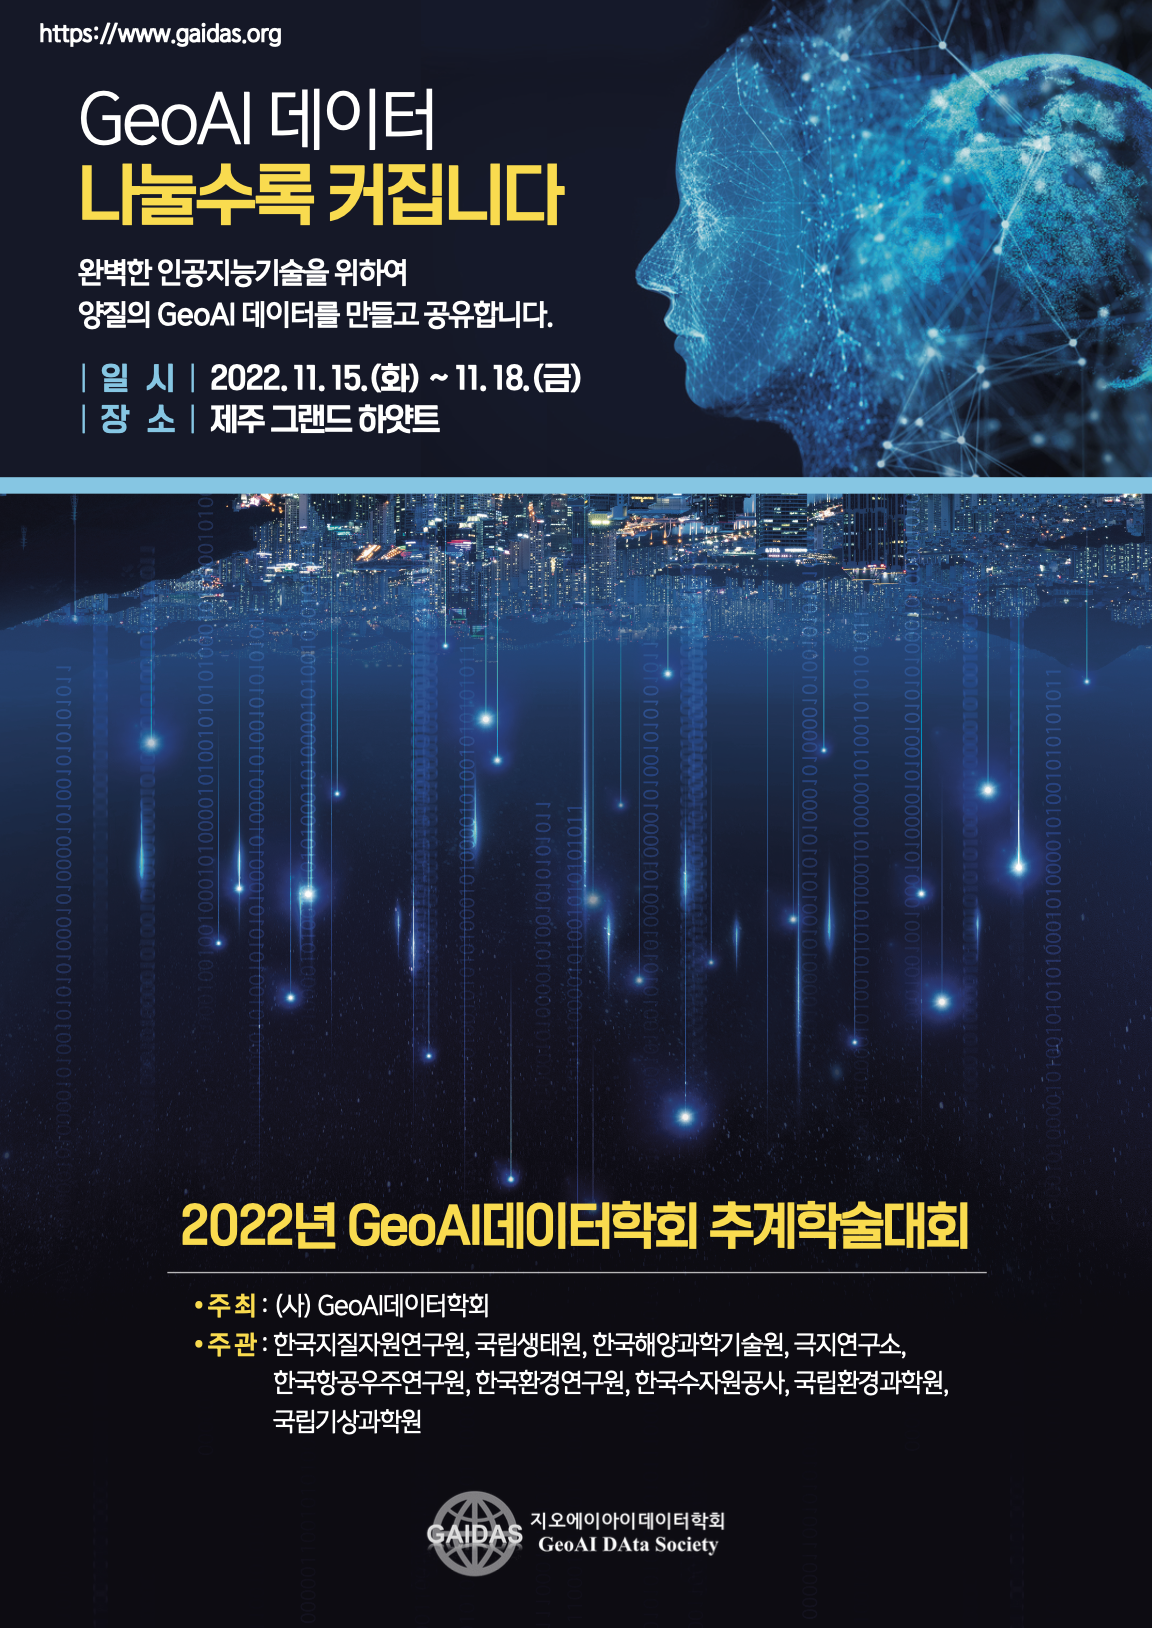 https://www.gaidas.org
GeoAI 데이터
나눌수록 커집니다
완벽한 인공지능기술을 위하여
양질의 GeoAI 데이터를 만들고 공유합니다.
| 일 시 | 2022. 11. 15.(화) ~ 11. 18.(금)
| 장 소 | 제주 그랜드 하얏트
2022년 GeoAI데이터학회 추계학술대회
• 주 최 : (사) GeoAI데이터학회
• 주 관 : 한국지질자원연구원, 국립생태원, 한국해양과학기술원, 극지연구소,
한국항공우주연구원, 한국환경연구원, 한국수자원공사, 국립환경과학원,
국립기상과학원
GAIDAS 지오에이아이데이터학회
GeoAI DAta Society